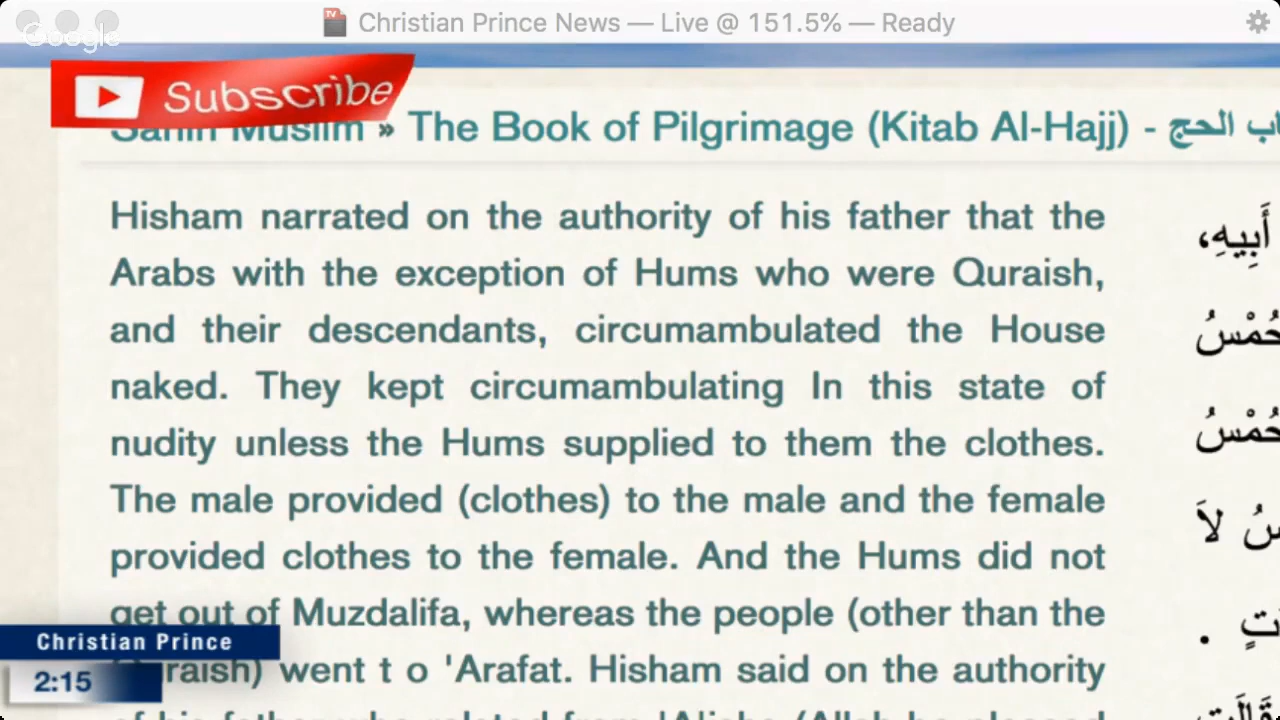 Christian Prince News — Live @ 151.5% — Ready
Google
Subscribe
Sahih Muslim » The Book of Pilgrimage (Kitab Al-Hajj) - الحج
Hisham narrated on the authority of his father that the
أَبِيهِ،
Arabs with the exception of Hums who were Quraish,
and their descendants, circumambulated the House
naked. They kept circumambulating In this state of
nudity unless the Hums supplied to them the clothes.
The male provided (clothes) to the male and the female
provided clothes to the female. And the Hums did not
get out of Muzdalifa, whereas the people (other than the
Christian Prince
raish) went t o 'Arafat. Hisham said on the authority
2:15